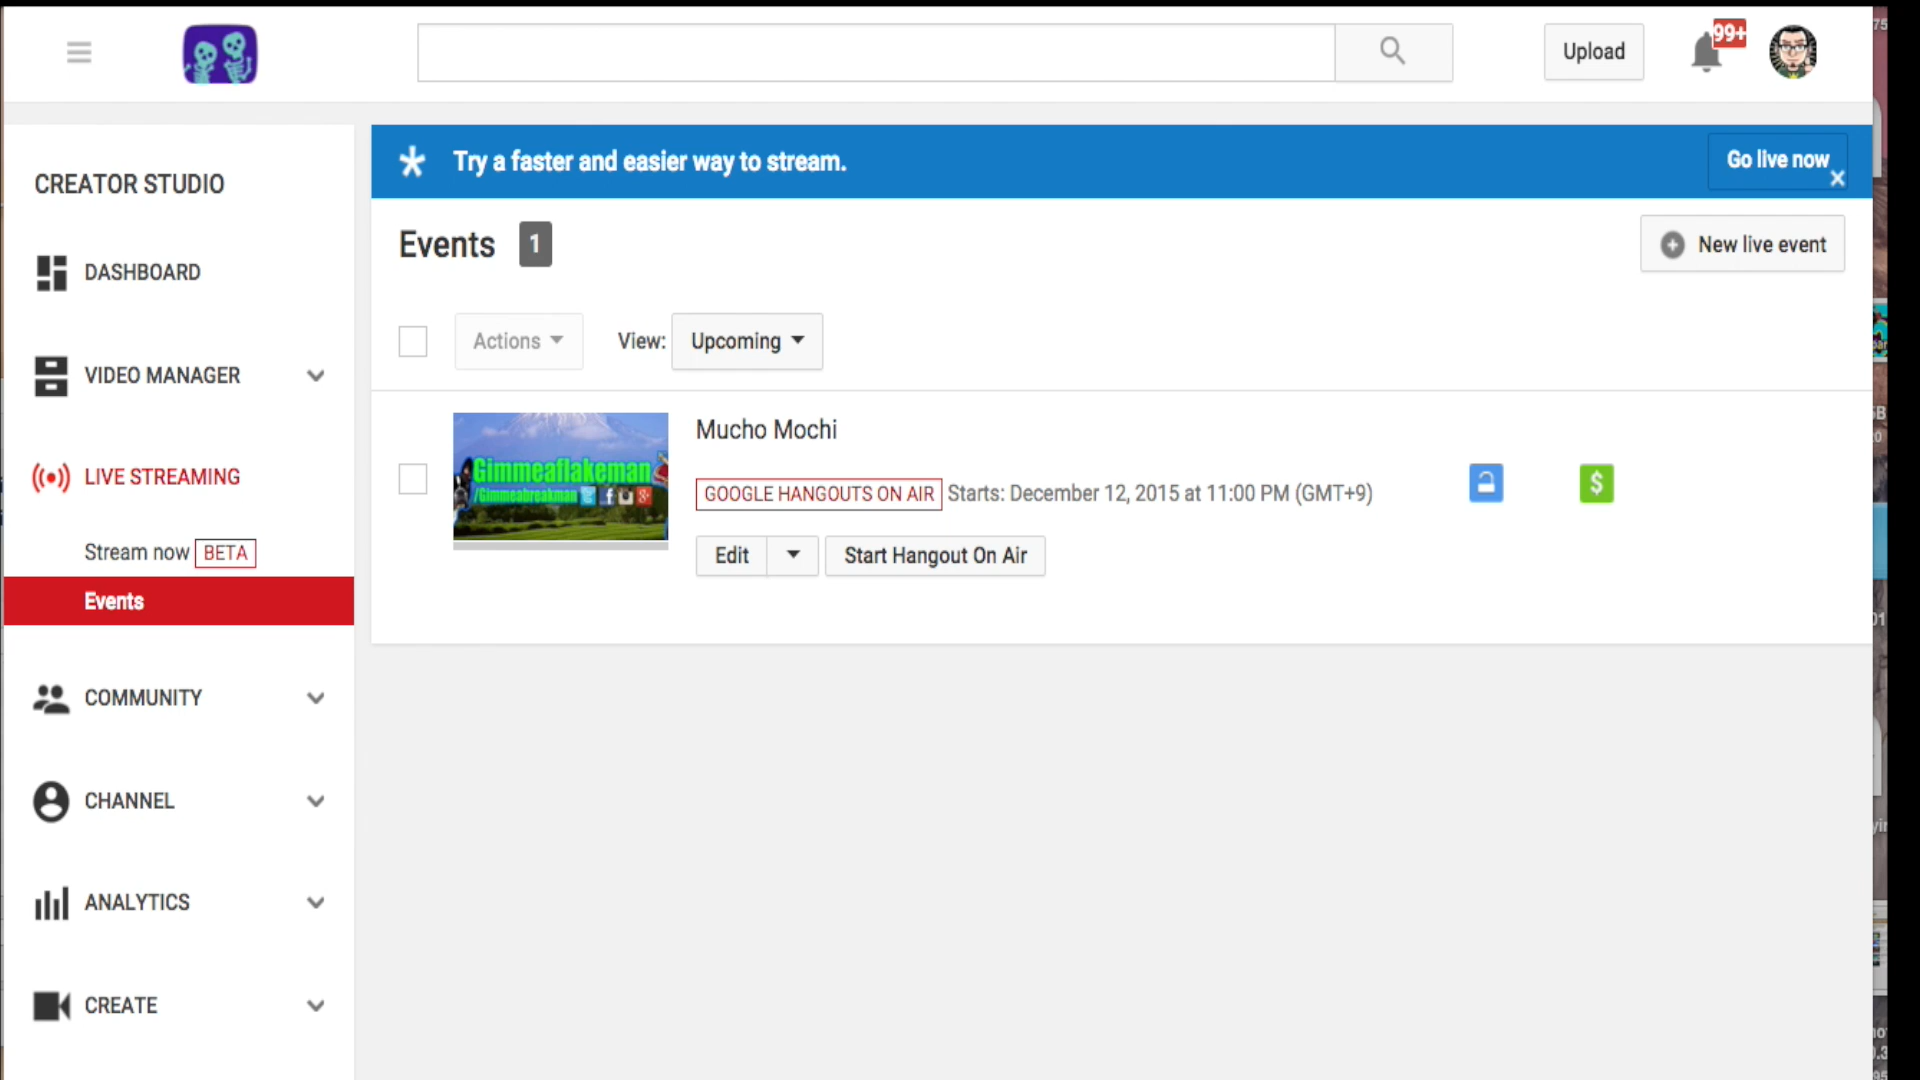 Upload
99+
CREATOR STUDIO
DASHBOARD
VIDEO MANAGER
LIVE STREAMING
Stream now BETA
Events
COMMUNITY
CHANNEL
ANALYTICS
CREATE
Try a faster and easier way to stream.
Go live now
Events 1
New live event
Actions
View: Upcoming
Gimmeaflakeman
/Gimmeabreakman
Mucho Mochi
GOOGLE HANGOUTS ON AIR Starts: December 12, 2015 at 11:00 PM (GMT+9)
Edit
Start Hangout On Air